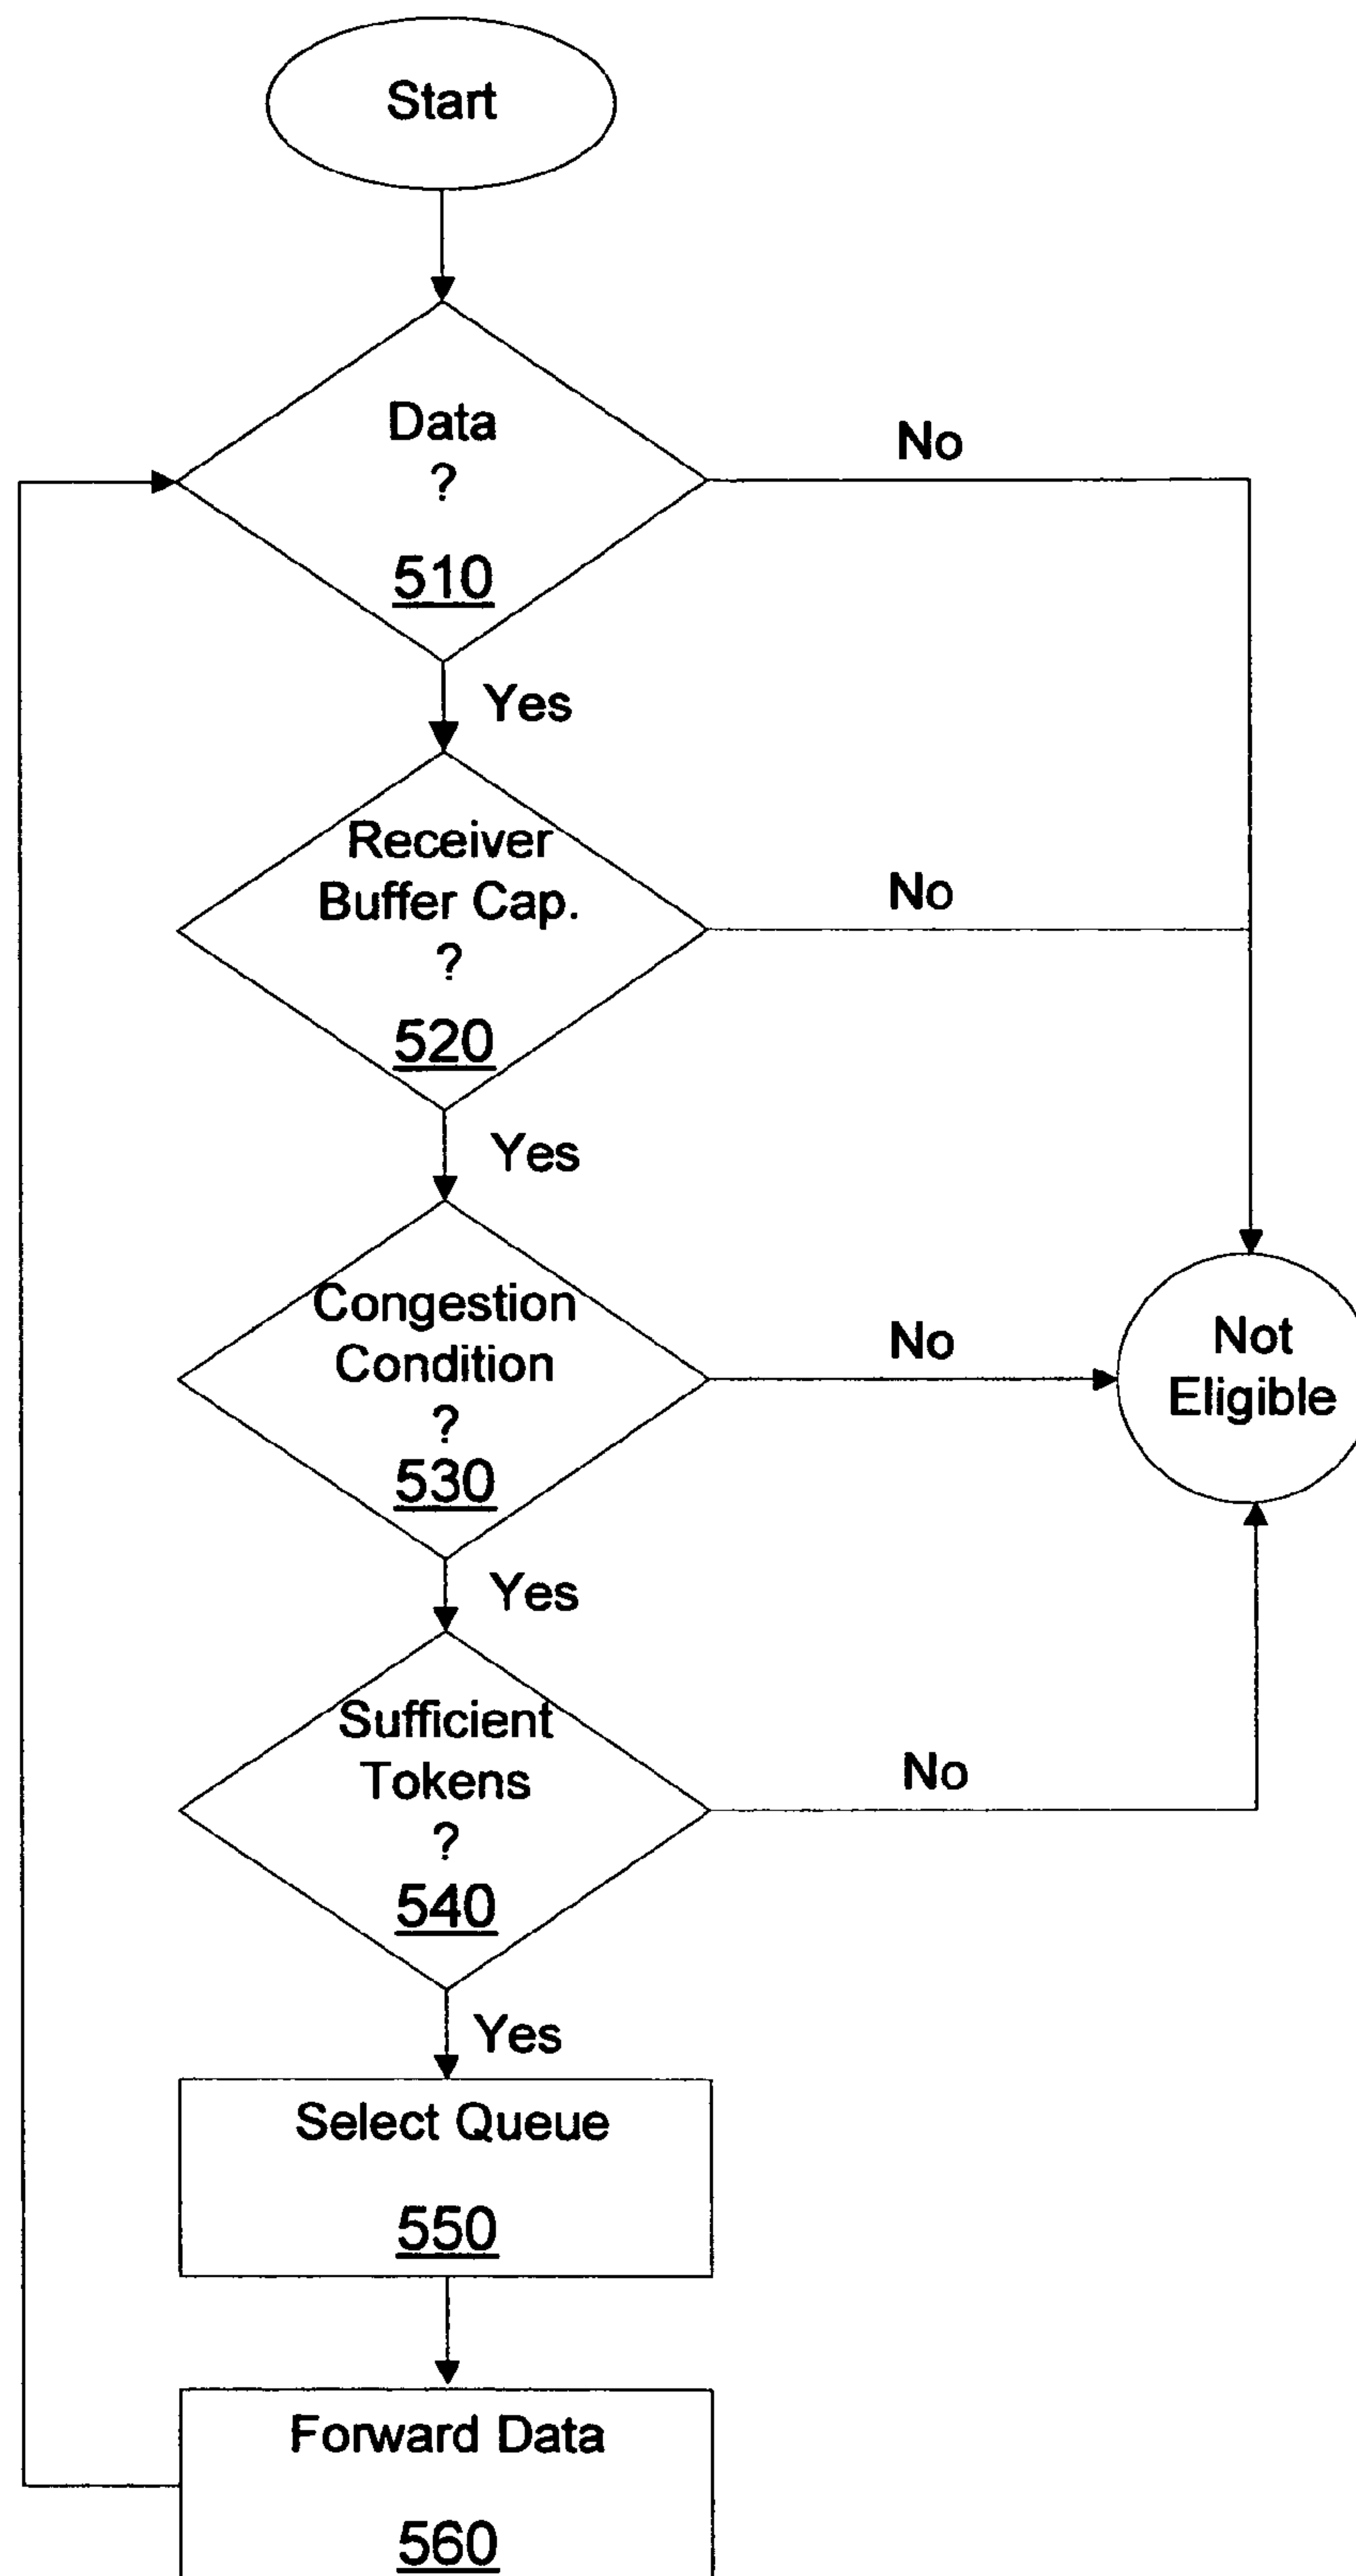 Start
Data
?
510
No
Yes
Receiver
Buffer Cap.
?
520
No
Yes
Congestion
Condition
?
530
No
Not
Eligible
Yes
Sufficient
Tokens
?
540
No
Yes
Select Queue
550
Forward Data
560